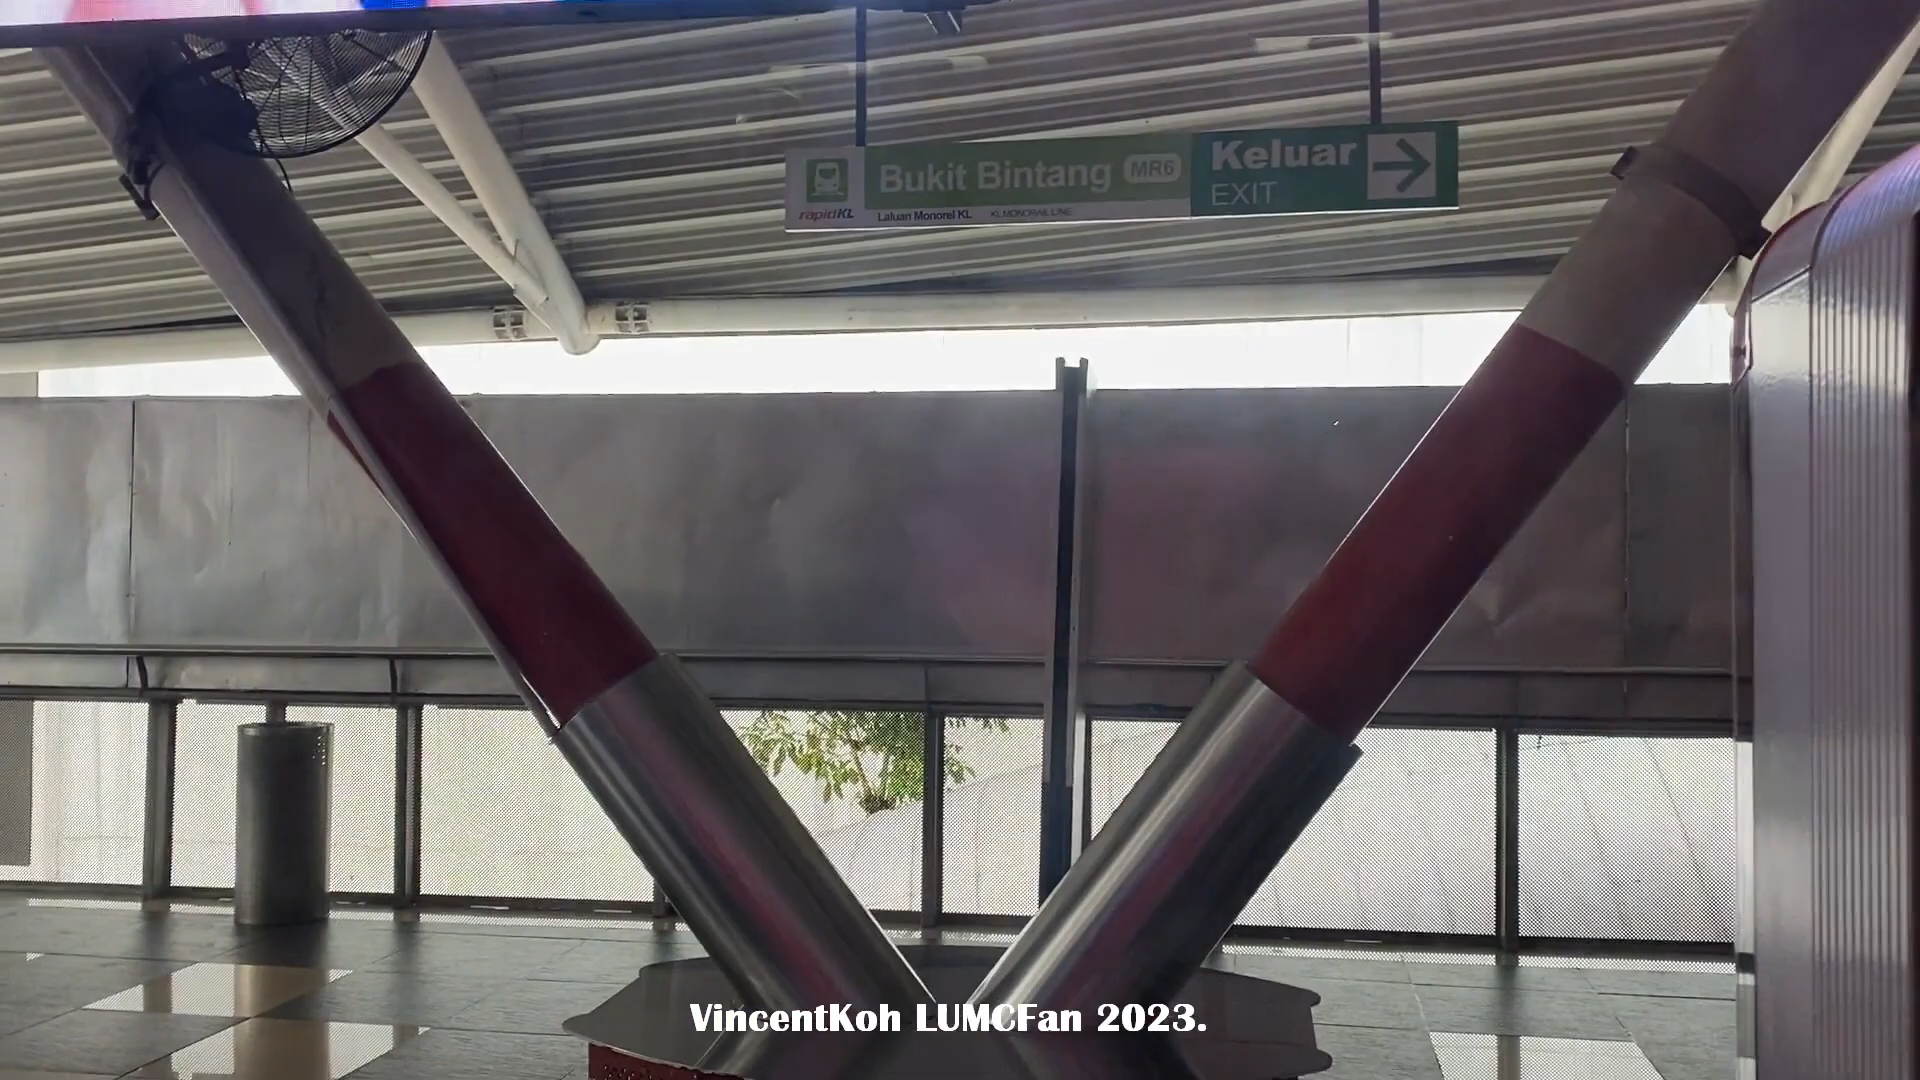 Bukit Bintang MR6
Keluar
EXIT
rapidKL
Laluan Monorel KL
KL MONORAIL LINE
VincentKoh LUMCFan 2023.